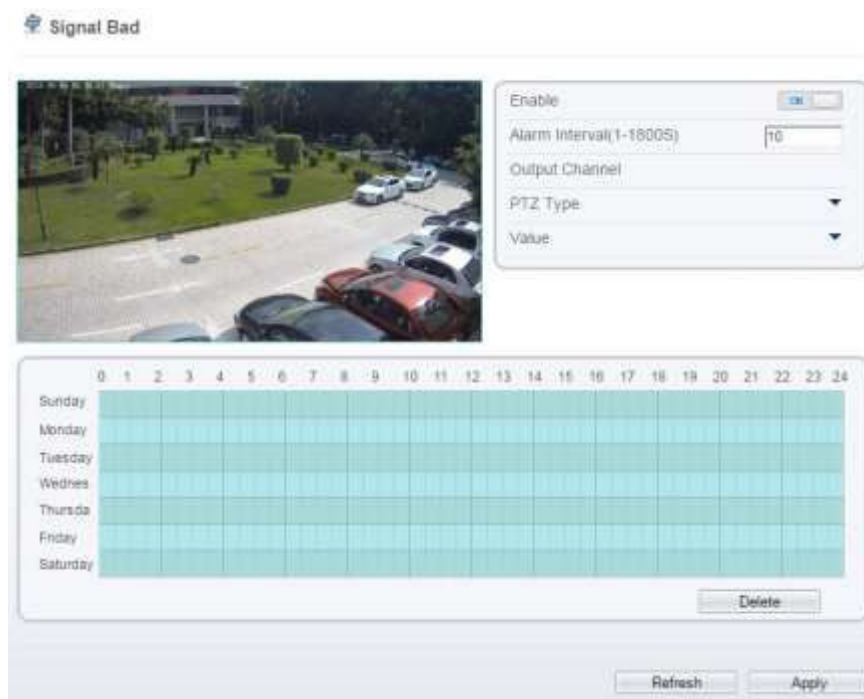 Signal Bad
Enable
ON
Alarm Interval(1-1800S)
10
Output Channel
PTZ Type
Value
0 1 2 3 4 5 6 7 8 9 10 11 12 13 14 15 16 17 18 19 20 21 22 23 24
Sunday
Monday
Tuesday
Wednes
Thursda
Friday
Saturday
Delete
Refresh
Apply